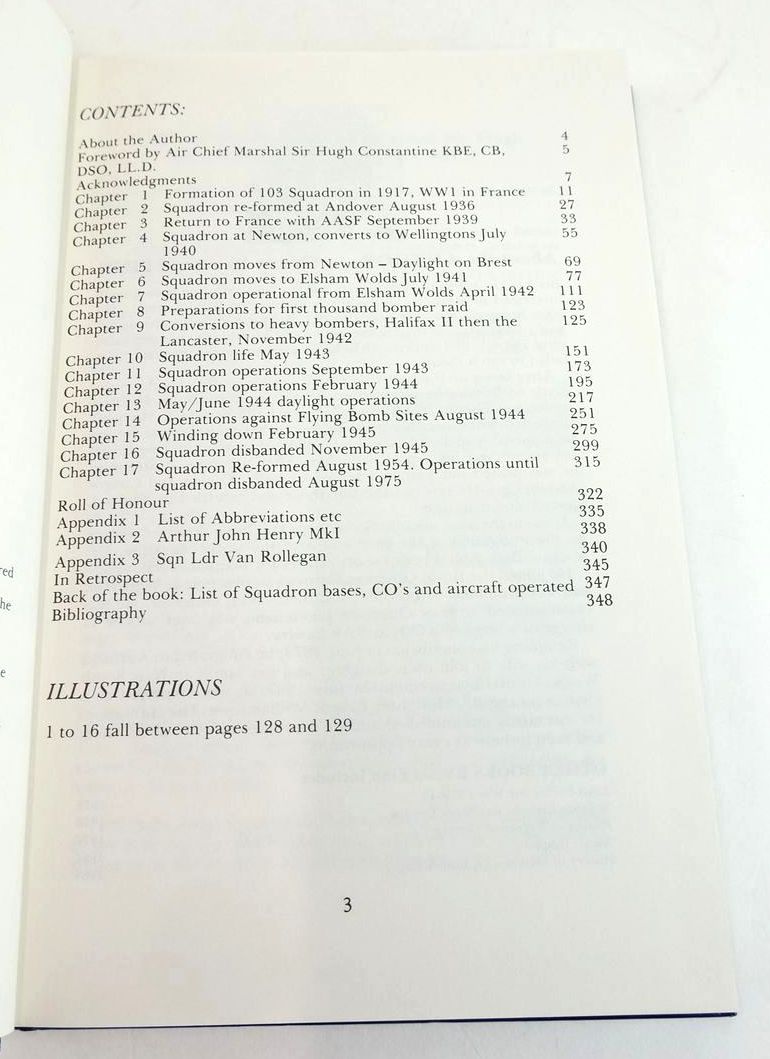 CONTENTS:
About the Author 4
Foreword by Air Chief Marshal Sir Hugh Constantine KBE, CB, 5
DSO, LL.D.
Acknowledgments 7
Chapter 1 Formation of 103 Squadron in 1917, WW1 in France 11
Chapter 2 Squadron re-formed at Andover August 1936 27
Chapter 3 Return to France with AASF September 1939 33
Chapter 4 Squadron at Newton, converts to Wellingtons July 55
1940
Chapter 5 Squadron moves from Newton – Daylight on Brest 69
Chapter 6 Squadron moves to Elsham Wolds July 1941 77
Chapter 7 Squadron operational from Elsham Wolds April 1942 111
Chapter 8 Preparations for first thousand bomber raid 123
Chapter 9 Conversions to heavy bombers, Halifax II then the 125
Lancaster, November 1942
Chapter 10 Squadron life May 1943 151
Chapter 11 Squadron operations September 1943 173
Chapter 12 Squadron operations February 1944 195
Chapter 13 May/June 1944 daylight operations 217
Chapter 14 Operations against Flying Bomb Sites August 1944 251
Chapter 15 Winding down February 1945 275
Chapter 16 Squadron disbanded November 1945 299
Chapter 17 Squadron Re-formed August 1954. Operations until 315
squadron disbanded August 1975
Roll of Honour 322
Appendix 1 List of Abbreviations etc 335
Appendix 2 Arthur John Henry MkI 338
Appendix 3 Sqn Ldr Van Rollegan 340
In Retrospect 345
Back of the book: List of Squadron bases, CO's and aircraft operated 347
Bibliography 348
ILLUSTRATIONS
1 to 16 fall between pages 128 and 129
3